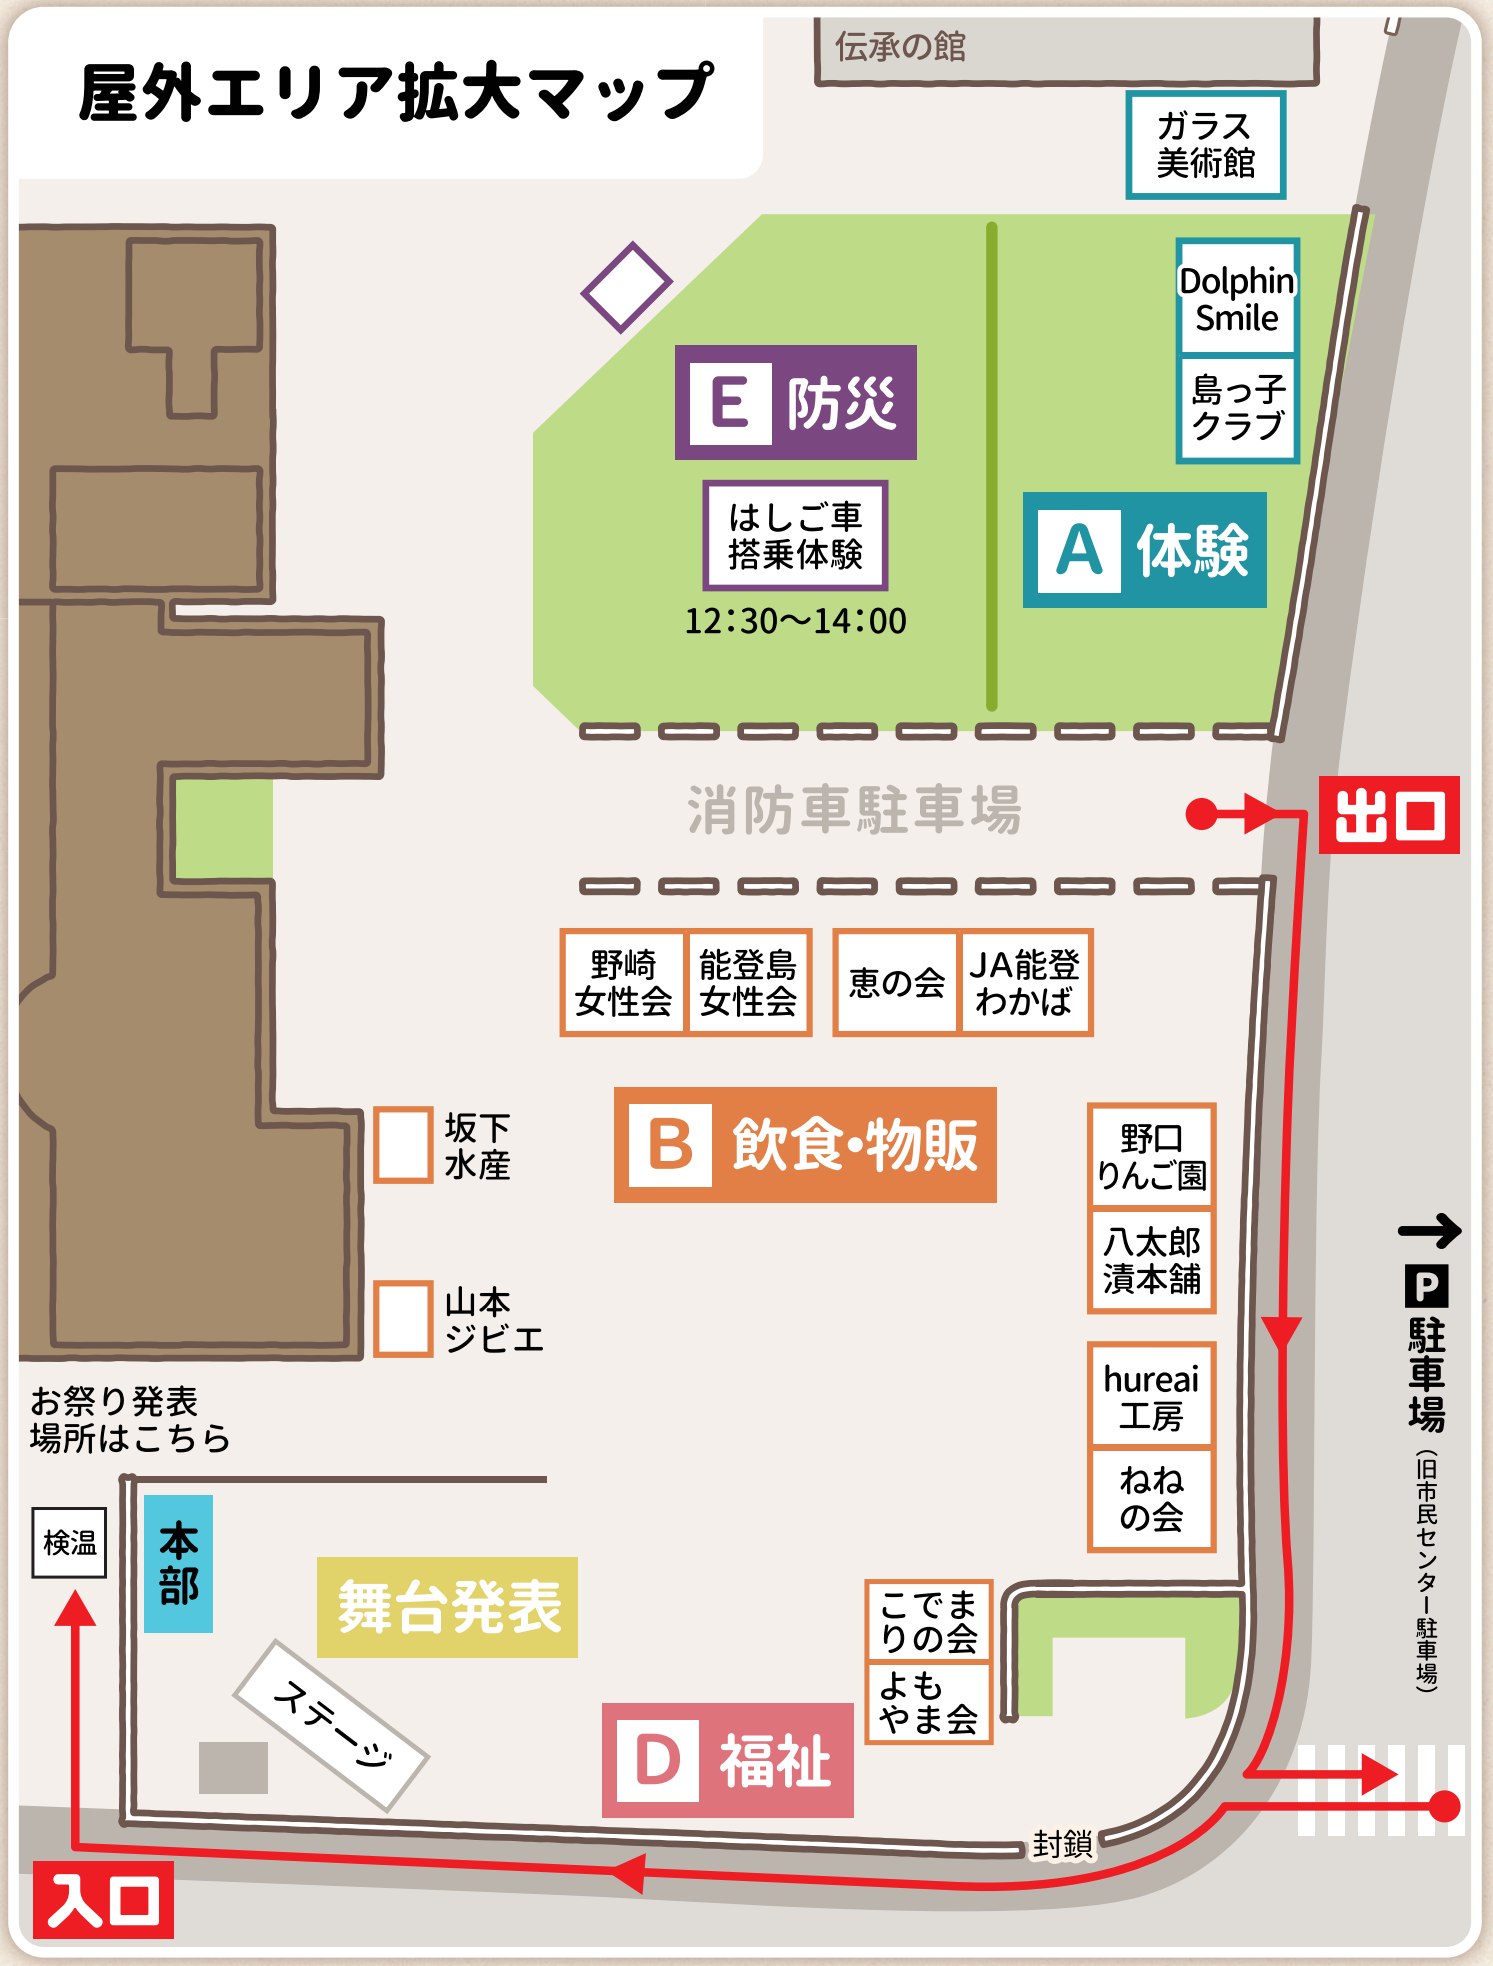 屋外エリア拡大マップ
伝承の館
ガラス
美術館
Dolphin
Smile
島っ子
クラブ
E 防災
はしご車
搭乗体験
12:30〜14:00
A 体験
消防車駐車場
出口
野崎
女性会
能登島
女性会
恵の会
JA能登
わかば
B 飲食・物販
坂下
水産
山本
ジビエ
野口
りんご園
八太郎
漬本舗
hureai
工房
ねね
の会
→
P
駐車場
（旧市民センター駐車場）
お祭り発表
場所はこちら
検温
本部
舞台発表
ステージ
こでま
りの会
よも
やま会
D 福祉
封鎖
入口